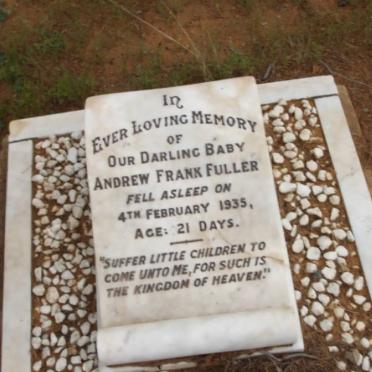 In
Ever Loving Memory
of
Our Darling Baby
Andrew Frank Fuller
fell asleep on
4th February 1935,
Age: 21 Days.
"Suffer little children to
come unto Me, for such is
the kingdom of heaven."